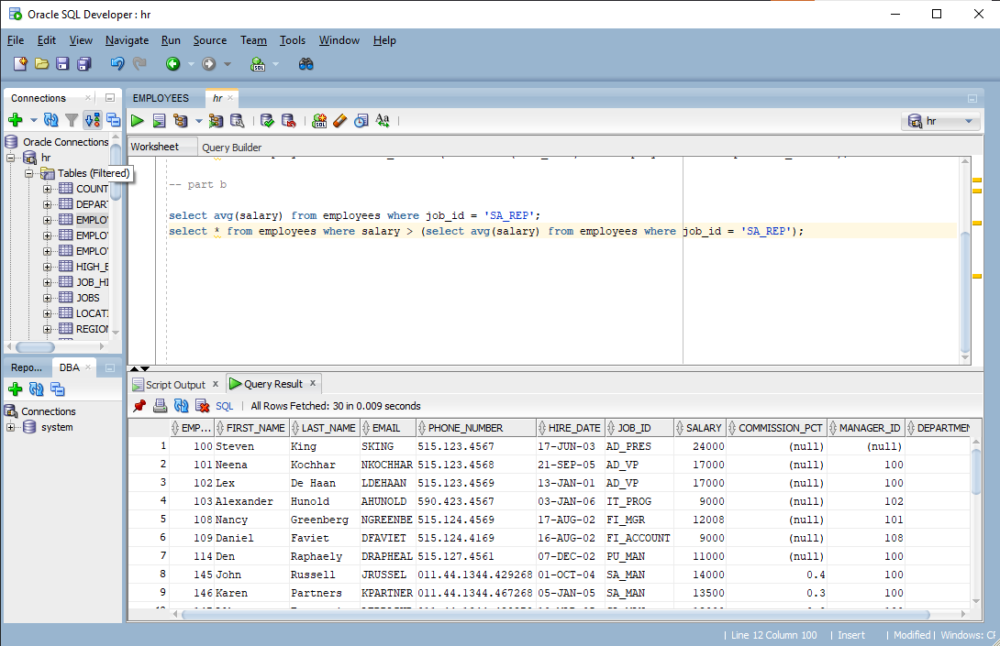 Oracle SQL Developer : hr
File Edit View Navigate Run Source Team Tools Window Help
Connections
EMPLOYEES hr
hr
Oracle Connections
hr
Tables (Filtered)
COUNT
DEPAR
EMPLO
EMPLO
EMPLO
HIGH_E
JOB_HI
JOBS
LOCATI
REGION
Worksheet Query Builder
-- part b
select avg(salary) from employees where job_id = 'SA_REP';
select * from employees where salary > (select avg(salary) from employees where job_id = 'SA_REP');
Repo... DBA
Connections
system
Script Output x Query Result x
SQL | All Rows Fetched: 30 in 0.009 seconds
EMP... FIRST_NAME LAST_NAME EMAIL PHONE_NUMBER HIRE_DATE JOB_ID SALARY COMMISSION_PCT MANAGER_ID DEPARTMEN
1 100 Steven King SKING 515.123.4567 17-JUN-03 AD_PRES 24000 (null) (null)
2 101 Neena Kochhar NKOCHHAR 515.123.4568 21-SEP-05 AD_VP 17000 (null) 100
3 102 Lex De Haan LDEHAAN 515.123.4569 13-JAN-01 AD_VP 17000 (null) 100
4 103 Alexander Hunold AHUNOLD 590.423.4567 03-JAN-06 IT_PROG 9000 (null) 102
5 108 Nancy Greenberg NGREENBE 515.124.4569 17-AUG-02 FI_MGR 12008 (null) 101
6 109 Daniel Faviet DFAVIET 515.124.4169 16-AUG-02 FI_ACCOUNT 9000 (null) 108
7 114 Den Raphaely DRAPHEAL 515.127.4561 07-DEC-02 PU_MAN 11000 (null) 100
8 145 John Russell JRUSSEL 011.44.1344.429268 01-OCT-04 SA_MAN 14000 0.4 100
9 146 Karen Partners KPARTNER 011.44.1344.467268 05-JAN-05 SA_MAN 13500 0.3 100
| Line 12 Column 100 | Insert | Modified | Windows: CF